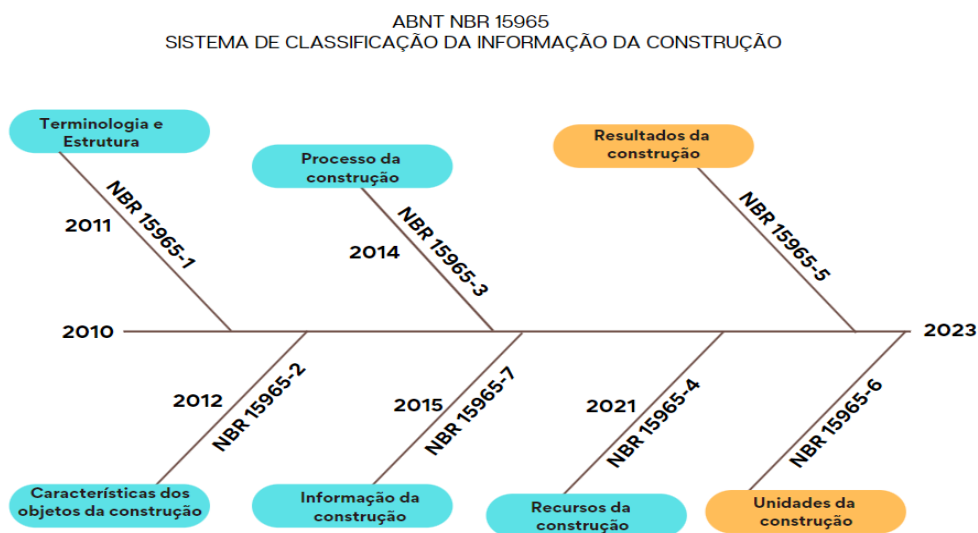 ABNT NBR 15965
SISTEMA DE CLASSIFICAÇÃO DA INFORMAÇÃO DA CONSTRUÇÃO
Terminologia e
Estrutura
Processo da
construção
Resultados da
construção
2011
NBR 15965-1
2014
NBR 15965-3
NBR 15965-5
2010
2023
2012
NBR 15965-2
2015
NBR 15965-7
2021
NBR 15965-4
NBR 15965-6
Características dos
objetos da construção
Informação da
construção
Recursos da
construção
Unidades da
construção